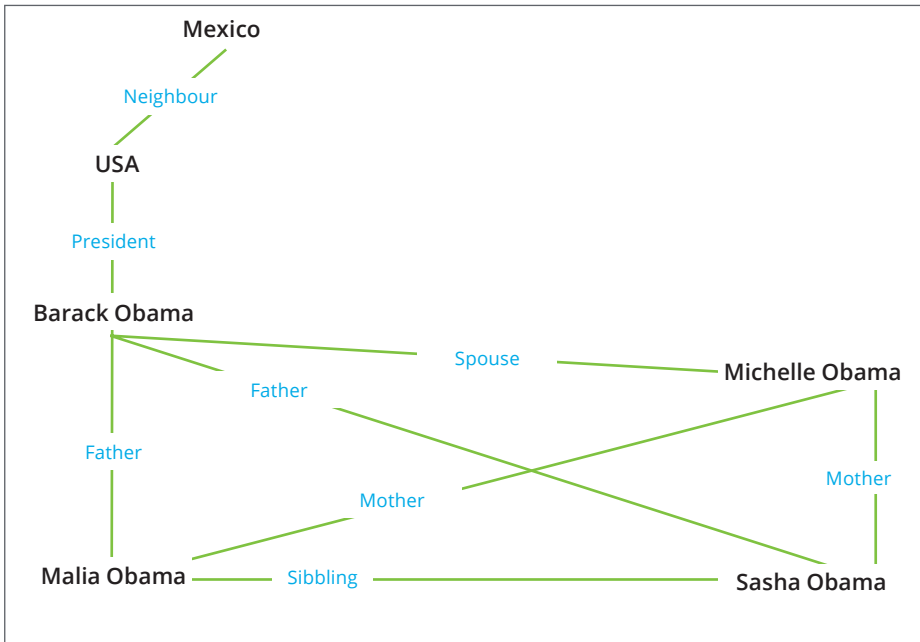 Mexico
Neighbour
USA
President
Barack Obama
Spouse
Michelle Obama
Father
Father
Mother
Mother
Malia Obama
Sibbling
Sasha Obama